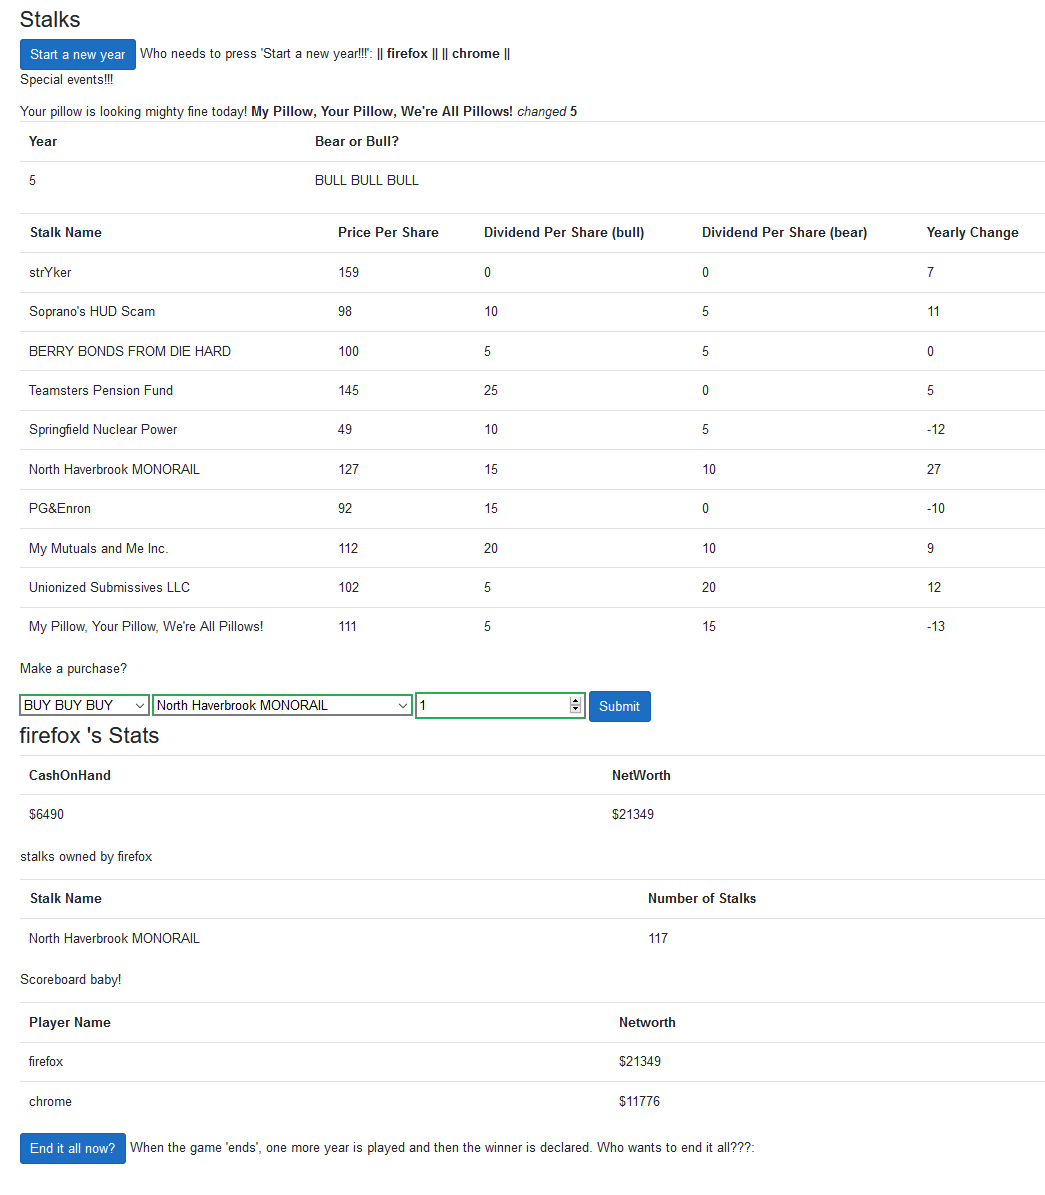 Stalks
Start a new year Who needs to press 'Start a new year!!!': || firefox || || chrome ||
Special events!!!
Your pillow is looking mighty fine today! My Pillow, Your Pillow, We're All Pillows! changed 5
Year Bear or Bull?
5 BULL BULL BULL
Stalk Name Price Per Share Dividend Per Share (bull) Dividend Per Share (bear) Yearly Change
strYker 159 0 0 7
Soprano's HUD Scam 98 10 5 11
BERRY BONDS FROM DIE HARD 100 5 5 0
Teamsters Pension Fund 145 25 0 5
Springfield Nuclear Power 49 10 5 -12
North Haverbrook MONORAIL 127 15 10 27
PG&Enron 92 15 0 -10
My Mutuals and Me Inc. 112 20 10 9
Unionized Submissives LLC 102 5 20 12
My Pillow, Your Pillow, We're All Pillows! 111 5 15 -13
Make a purchase?
BUY BUY BUY North Haverbrook MONORAIL 1 Submit
firefox 's Stats
CashOnHand NetWorth
$6490 $21349
stalks owned by firefox
Stalk Name Number of Stalks
North Haverbrook MONORAIL 117
Scoreboard baby!
Player Name Networth
firefox $21349
chrome $11776
End it all now? When the game 'ends', one more year is played and then the winner is declared. Who wants to end it all???: